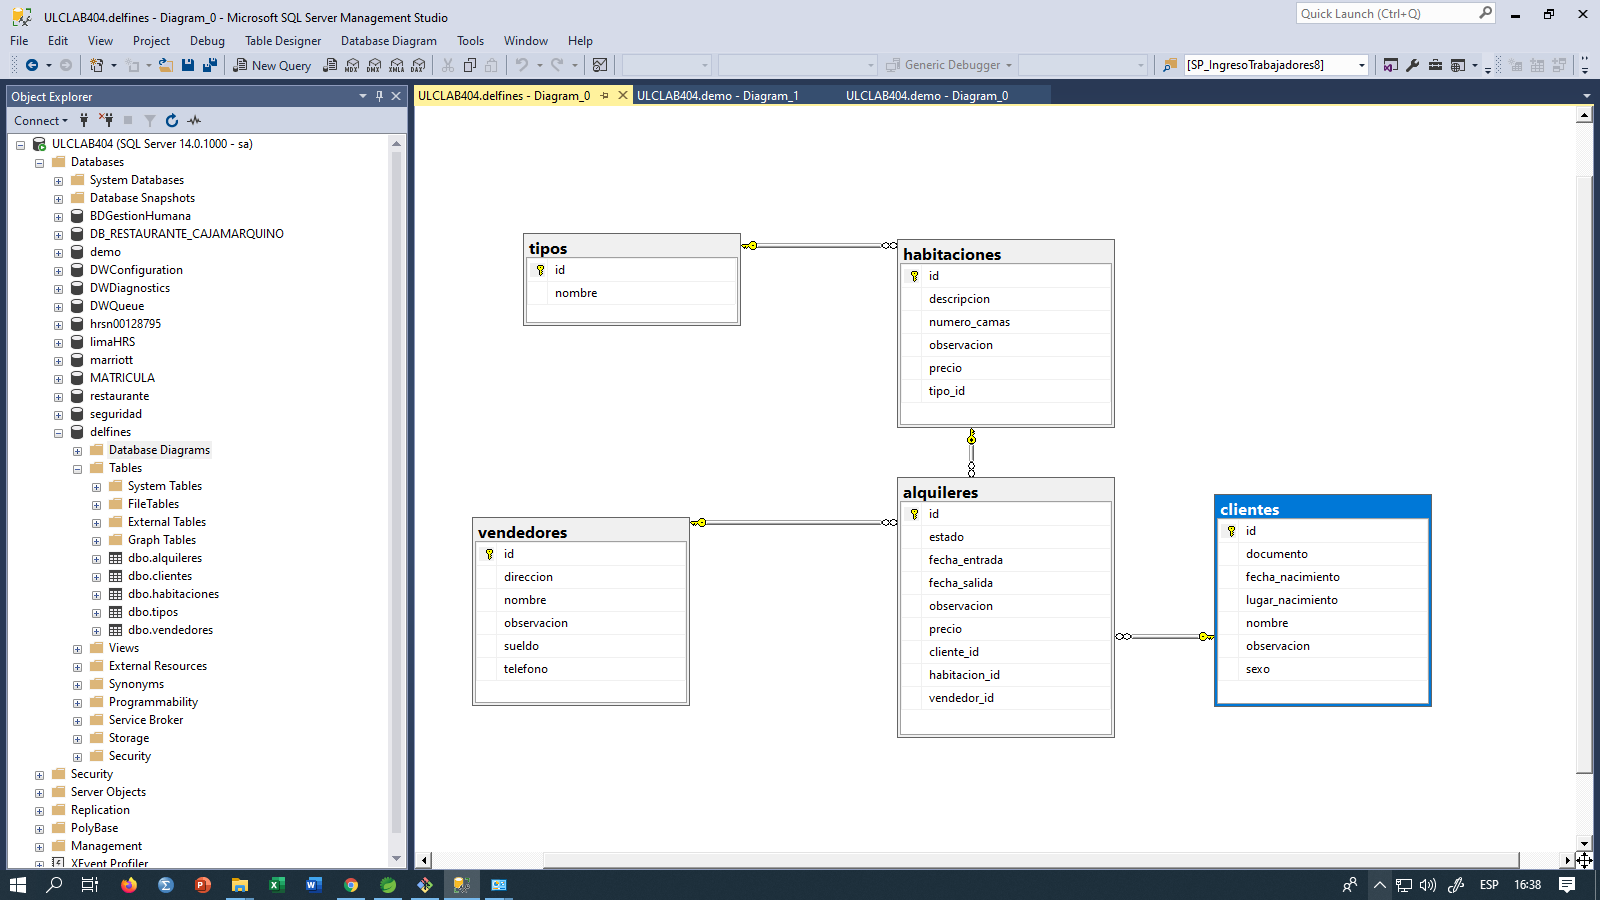 ULCLAB404.delfines - Diagram_0 - Microsoft SQL Server Management Studio
Quick Launch (Ctrl+Q)
File Edit View Project Debug Table Designer Database Diagram Tools Window Help
New Query
MDX
DMX
XMLA
DAX
Generic Debugger
[SP_IngresoTrabajadores8]
Object Explorer
Connect
ULCLAB404 (SQL Server 14.0.1000 - sa)
Databases
System Databases
Database Snapshots
BDGestionHumana
DB_RESTAURANTE_CAJAMARQUINO
demo
DWConfiguration
DWDiagnostics
DWQueue
hrsn00128795
limaHRS
marriott
MATRICULA
restaurante
seguridad
delfines
Database Diagrams
Tables
System Tables
FileTables
External Tables
Graph Tables
dbo.alquileres
dbo.clientes
dbo.habitaciones
dbo.tipos
dbo.vendedores
Views
External Resources
Synonyms
Programmability
Service Broker
Storage
Security
Security
Server Objects
Replication
PolyBase
Management
XEvent Profiler
ULCLAB404.delfines - Diagram_0
ULCLAB404.demo - Diagram_1
ULCLAB404.demo - Diagram_0
tipos
id
nombre
habitaciones
id
descripcion
numero_camas
observacion
precio
tipo_id
vendedores
id
direccion
nombre
observacion
sueldo
telefono
alquileres
id
estado
fecha_entrada
fecha_salida
observacion
precio
cliente_id
habitacion_id
vendedor_id
clientes
id
documento
fecha_nacimiento
lugar_nacimiento
nombre
observacion
sexo
ESP
16:38